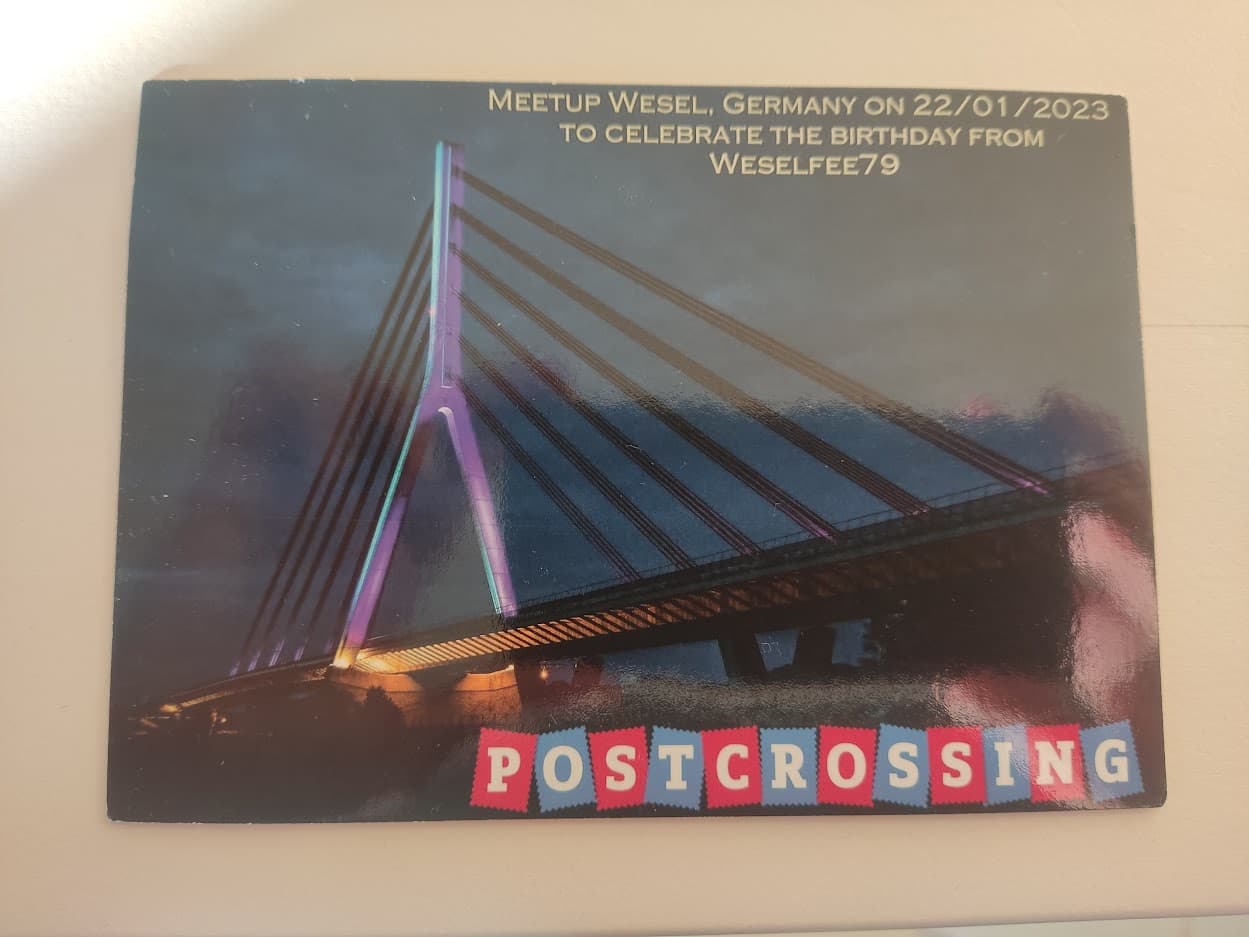 MEETUP WESEL, GERMANY ON 22/01/2023
TO CELEBRATE THE BIRTHDAY FROM
WESELFEE79
POSTCROSSING